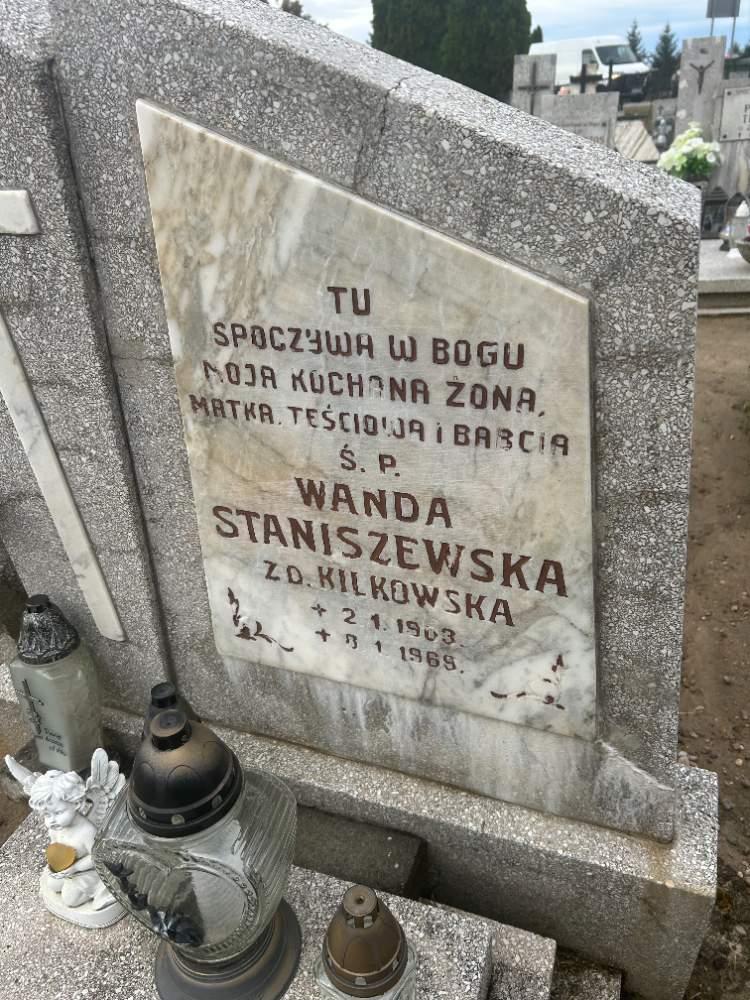 TU
SPOCZYWA W BOGU
MOJA KOCHANA ŻONA,
MATKA, TEŚCIOWA i BABCIA
Ś. P.
WANDA
STANISZEWSKA
ZD. KILKOWSKA
+ 2.1.1903.
+ 8.1.1969.